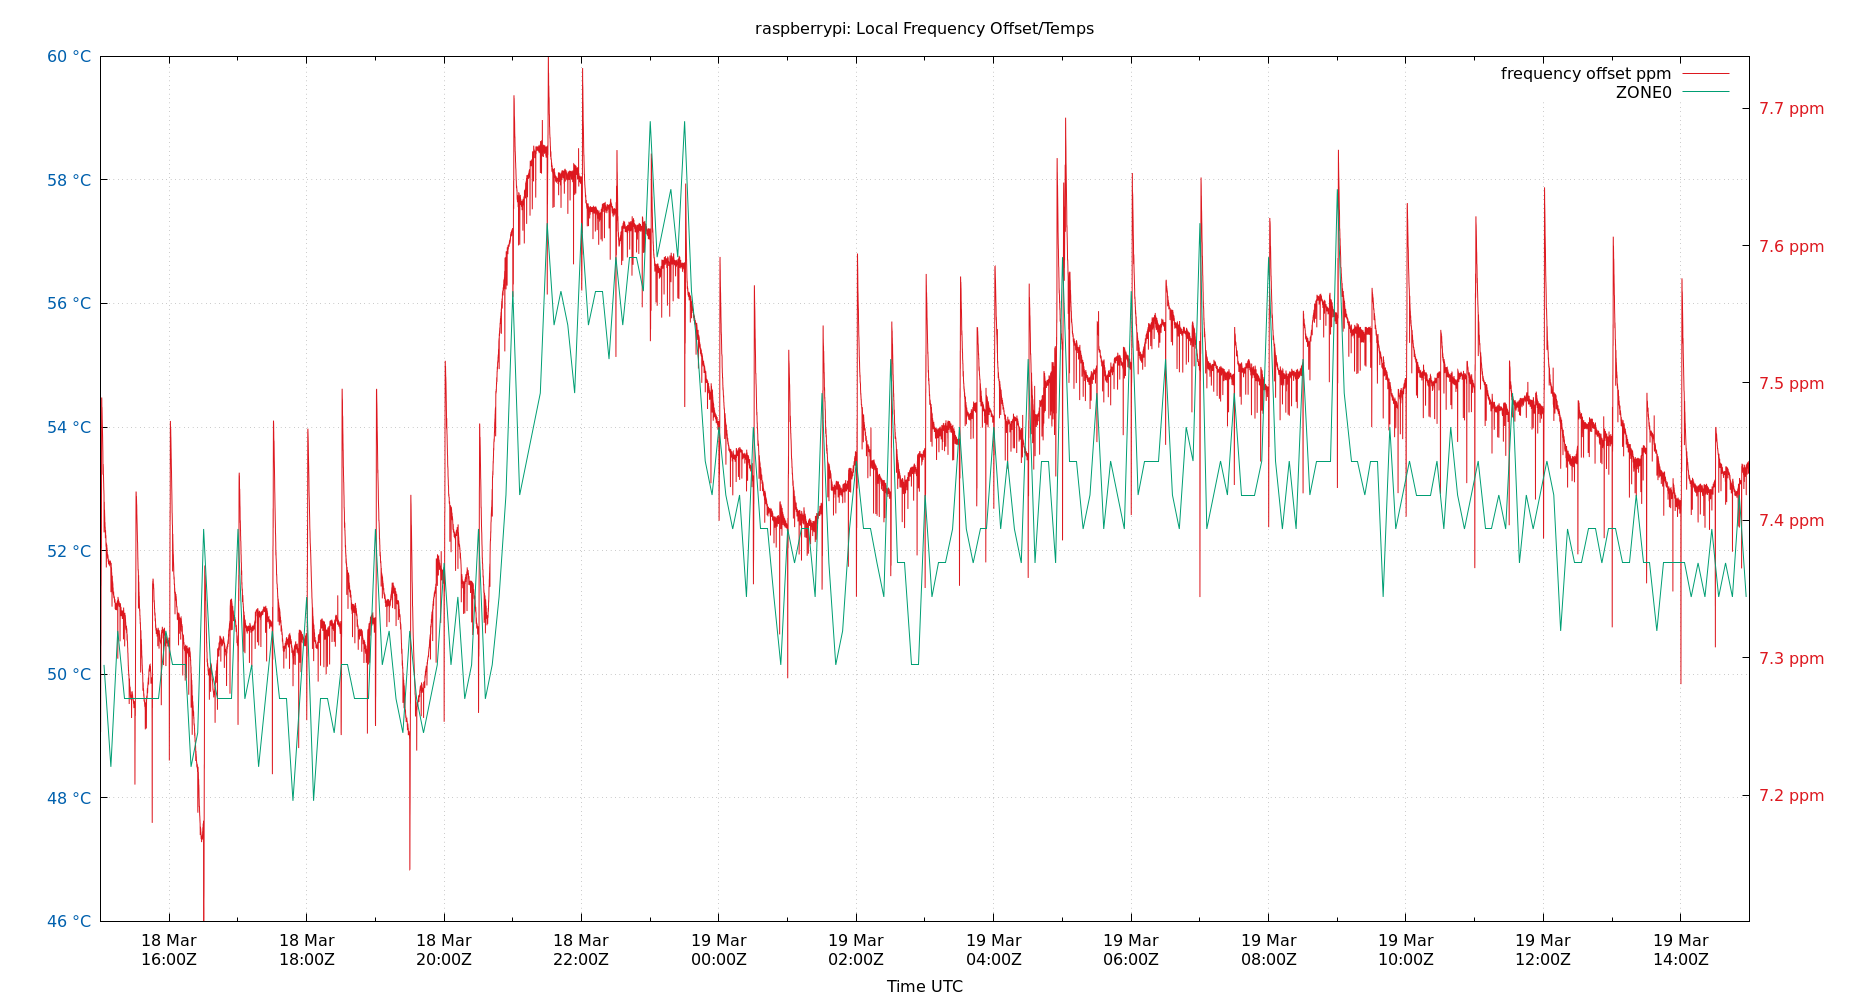 raspberrypi: Local Frequency Offset/Temps
60 °C
58 °C
56 °C
54 °C
52 °C
50 °C
48 °C
46 °C
frequency offset ppm
ZONE0
7.7 ppm
7.6 ppm
7.5 ppm
7.4 ppm
7.3 ppm
7.2 ppm
18 Mar 18 Mar 18 Mar 18 Mar 19 Mar 19 Mar 19 Mar 19 Mar 19 Mar 19 Mar 19 Mar 19 Mar
16:00Z 18:00Z 20:00Z 22:00Z 00:00Z 02:00Z 04:00Z 06:00Z 08:00Z 10:00Z 12:00Z 14:00Z
Time UTC